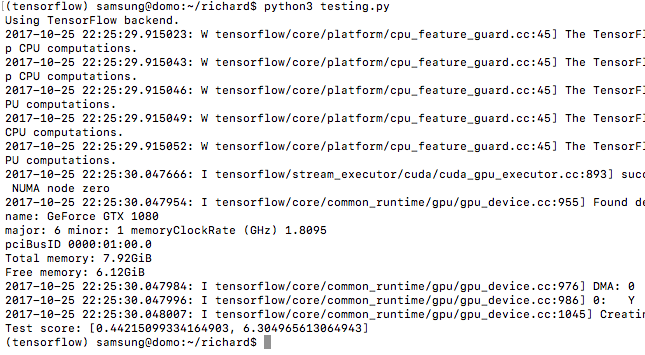 (tensorflow) samsung@domo:~/richard$ python3 testing.py
Using TensorFlow backend.
2017-10-25 22:25:29.915023: W tensorflow/core/platform/cpu_feature_guard.cc:45] The TensorFl
p CPU computations.
2017-10-25 22:25:29.915043: W tensorflow/core/platform/cpu_feature_guard.cc:45] The TensorFl
p CPU computations.
2017-10-25 22:25:29.915046: W tensorflow/core/platform/cpu_feature_guard.cc:45] The TensorFl
PU computations.
2017-10-25 22:25:29.915049: W tensorflow/core/platform/cpu_feature_guard.cc:45] The TensorFl
CPU computations.
2017-10-25 22:25:29.915052: W tensorflow/core/platform/cpu_feature_guard.cc:45] The TensorFl
PU computations.
2017-10-25 22:25:30.047666: I tensorflow/stream_executor/cuda/cuda_gpu_executor.cc:893] succ
NUMA node zero
2017-10-25 22:25:30.047954: I tensorflow/core/common_runtime/gpu/gpu_device.cc:955] Found de
name: GeForce GTX 1080
major: 6 minor: 1 memoryClockRate (GHz) 1.8095
pciBusID 0000:01:00.0
Total memory: 7.92GiB
Free memory: 6.12GiB
2017-10-25 22:25:30.047984: I tensorflow/core/common_runtime/gpu/gpu_device.cc:976] DMA: 0
2017-10-25 22:25:30.047996: I tensorflow/core/common_runtime/gpu/gpu_device.cc:986] 0:   Y
2017-10-25 22:25:30.048007: I tensorflow/core/common_runtime/gpu/gpu_device.cc:1045] Creatin
Test score: [0.44215099334164903, 6.304965613064943]
(tensorflow) samsung@domo:~/richard$